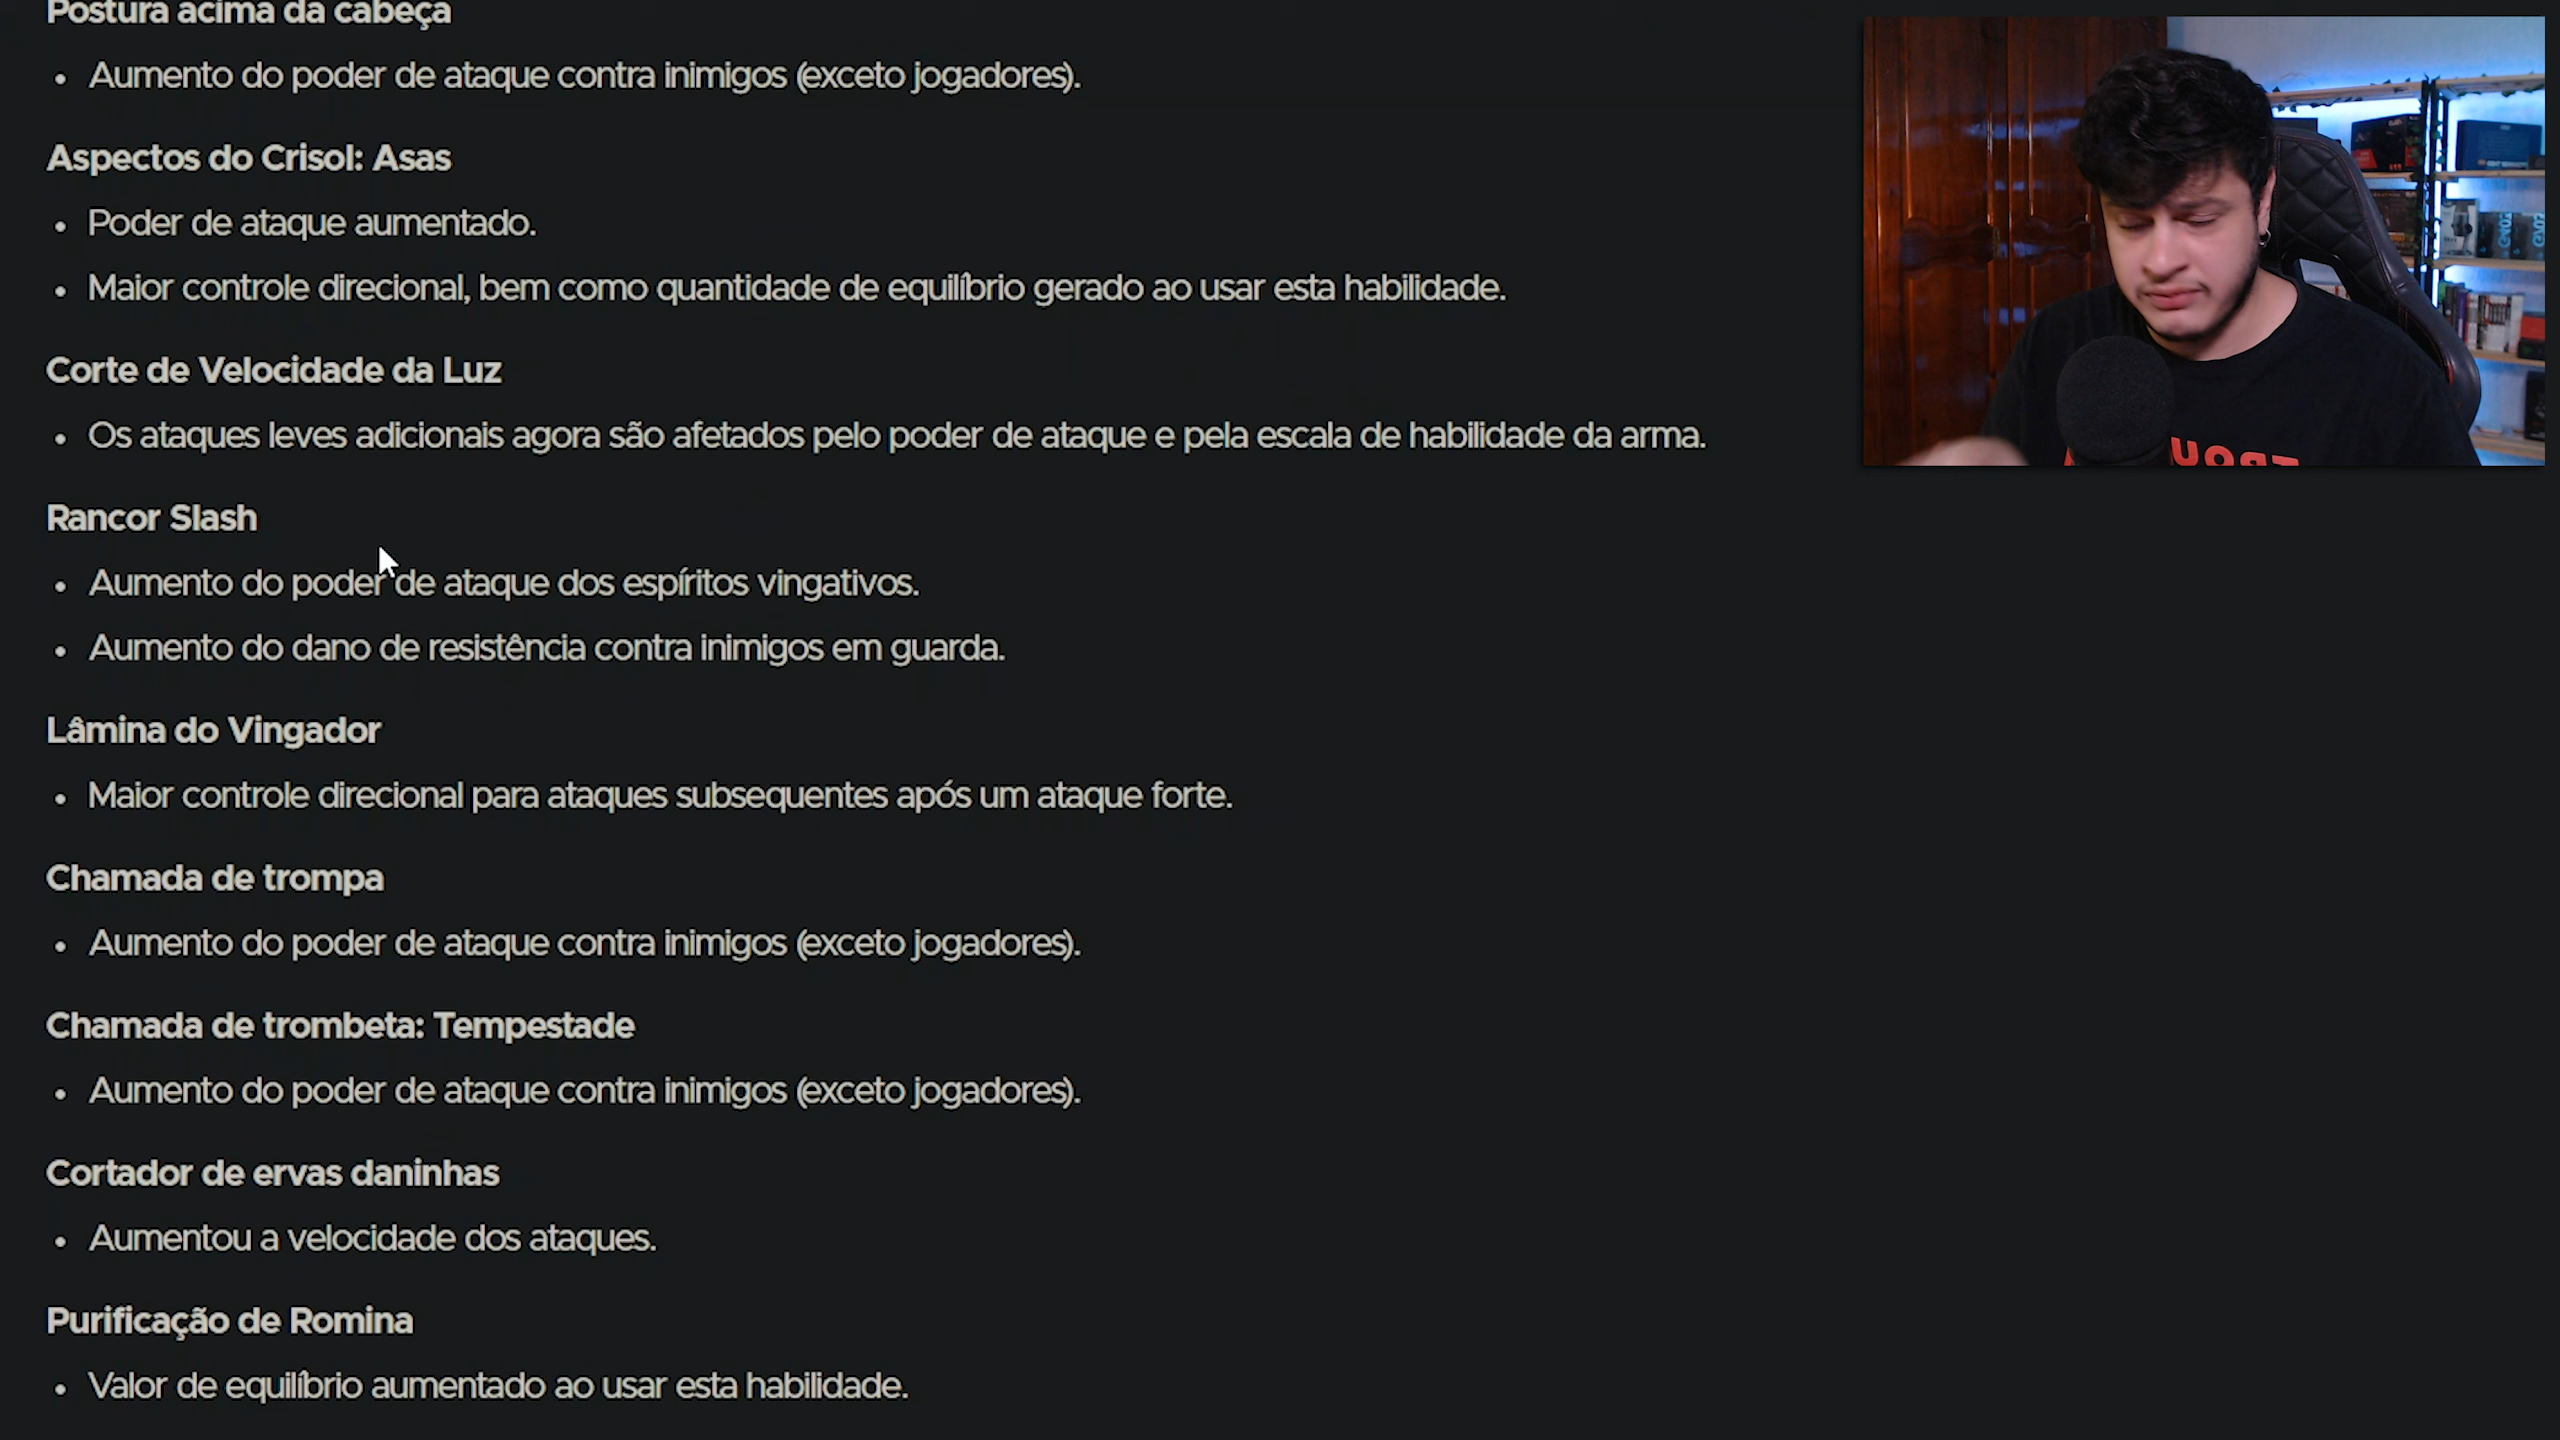 Postura acima da cabeça
• Aumento do poder de ataque contra inimigos (exceto jogadores).
Aspectos do Crisol: Asas
• Poder de ataque aumentado.
• Maior controle direcional, bem como quantidade de equilíbrio gerado ao usar esta habilidade.
Corte de Velocidade da Luz
• Os ataques leves adicionais agora são afetados pelo poder de ataque e pela escala de habilidade da arma.
Rancor Slash
• Aumento do poder de ataque dos espíritos vingativos.
• Aumento do dano de resistência contra inimigos em guarda.
Lâmina do Vingador
• Maior controle direcional para ataques subsequentes após um ataque forte.
Chamada de trompa
• Aumento do poder de ataque contra inimigos (exceto jogadores).
Chamada de trombeta: Tempestade
• Aumento do poder de ataque contra inimigos (exceto jogadores).
Cortador de ervas daninhas
• Aumentou a velocidade dos ataques.
Purificação de Romina
• Valor de equilíbrio aumentado ao usar esta habilidade.